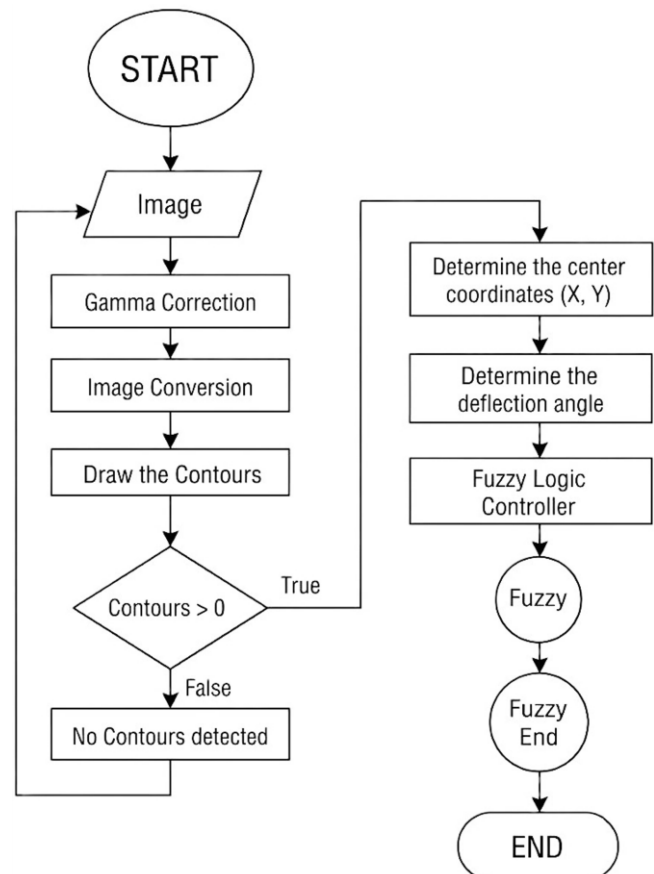 START
Image
Gamma Correction
Image Conversion
Draw the Contours
Contours > 0
True
False
No Contours detected
Determine the center
coordinates (X, Y)
Determine the
deflection angle
Fuzzy Logic
Controller
Fuzzy
Fuzzy
End
END